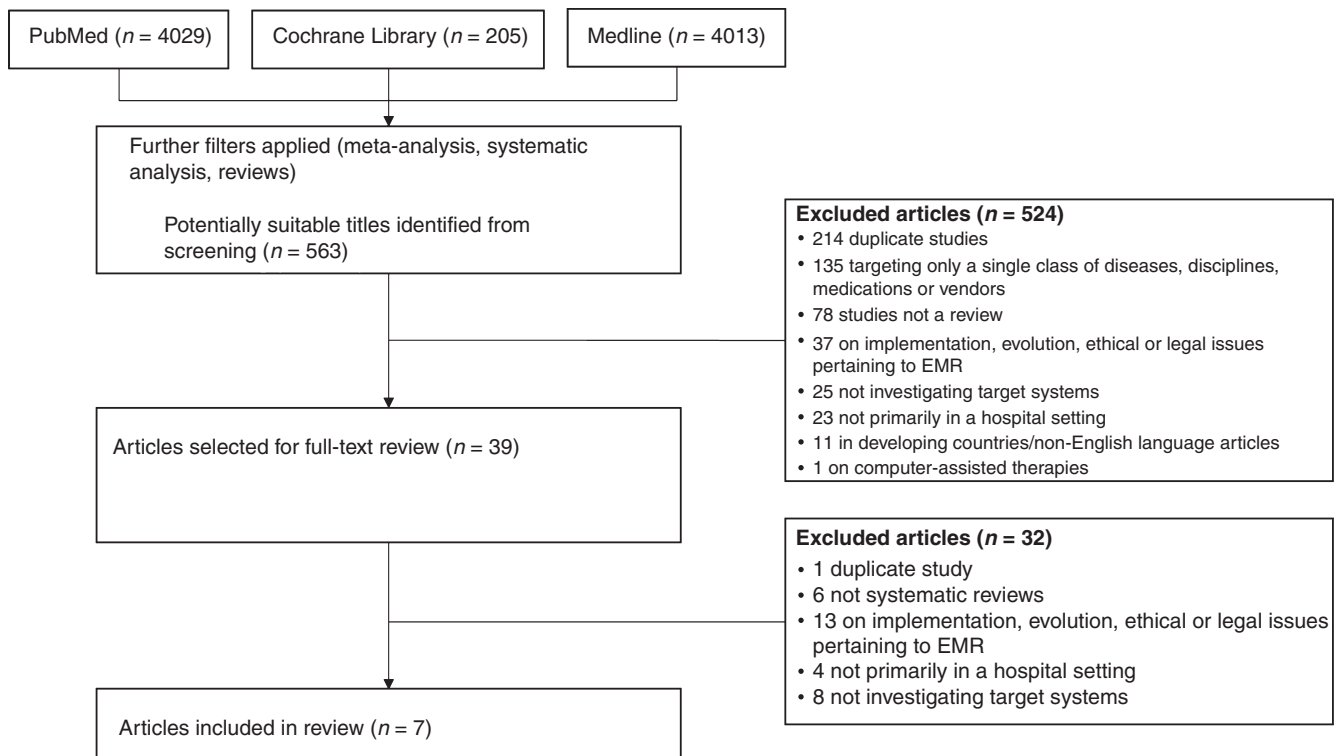 PubMed (n = 4029)
Cochrane Library (n = 205)
Medline (n = 4013)
Further filters applied (meta-analysis, systematic
analysis, reviews)
Potentially suitable titles identified from
screening (n = 563)
Excluded articles (n = 524)
• 214 duplicate studies
• 135 targeting only a single class of diseases, disciplines,
medications or vendors
• 78 studies not a review
• 37 on implementation, evolution, ethical or legal issues
pertaining to EMR
• 25 not investigating target systems
• 23 not primarily in a hospital setting
• 11 in developing countries/non-English language articles
• 1 on computer-assisted therapies
Articles selected for full-text review (n = 39)
Excluded articles (n = 32)
• 1 duplicate study
• 6 not systematic reviews
• 13 on implementation, evolution, ethical or legal issues
pertaining to EMR
• 4 not primarily in a hospital setting
• 8 not investigating target systems
Articles included in review (n = 7)